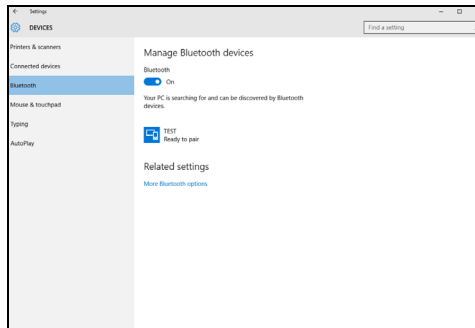 Settings
DEVICES
Find a setting
Printers & scanners
Connected devices
Bluetooth
Mouse & touchpad
Typing
AutoPlay
Manage Bluetooth devices
Bluetooth
On
Your PC is searching for and can be discovered by Bluetooth
devices.
TEST
Ready to pair
Related settings
More Bluetooth options